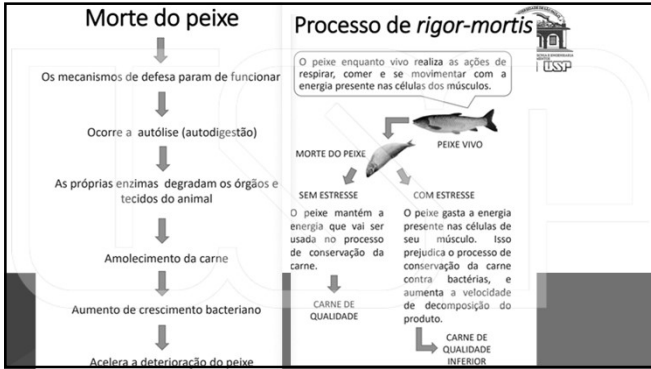 Morte do peixe
Os mecanismos de defesa param de funcionar
Ocorre a autólise (autodigestão)
As próprias enzimas degradam os órgãos e
tecidos do animal
Amolecimento da carne
Aumento de crescimento bacteriano
Acelera a deterioração do peixe
Processo de rigor-mortis
USP
O peixe enquanto vivo realiza as ações de
respirar, comer e se movimentar com a
energia presente nas células dos músculos.
PEIXE VIVO
MORTE DO PEIXE
SEM ESTRESSE
O peixe mantém a
energia que vai ser
usada no processo
de conservação da
carne.
CARNE DE
QUALIDADE
COM ESTRESSE
O peixe gasta a energia
presente nas células de
seu músculo. Isso
prejudica o processo de
conservação da carne
contra bactérias, e
aumenta a velocidade
de decomposição do
produto.
CARNE DE
QUALIDADE
INFERIOR